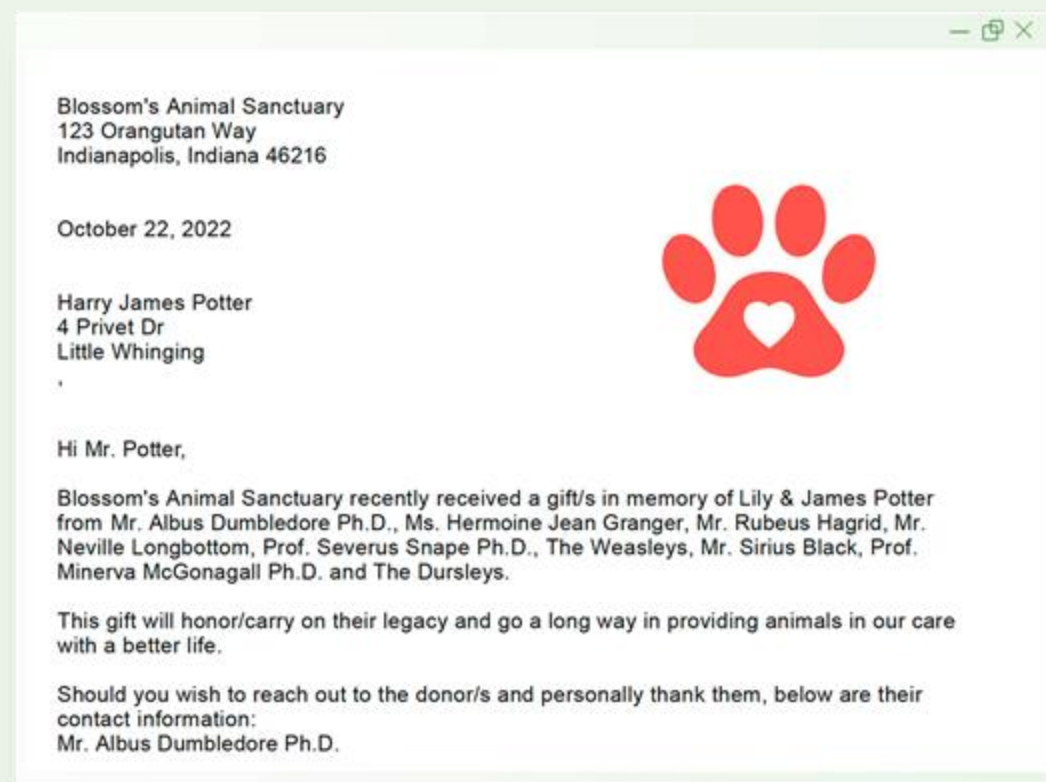 Blossom's Animal Sanctuary
123 Orangutan Way
Indianapolis, Indiana 46216
October 22, 2022
Harry James Potter
4 Privet Dr
Little Whinging
,
Hi Mr. Potter,
Blossom's Animal Sanctuary recently received a gift/s in memory of Lily & James Potter
from Mr. Albus Dumbledore Ph.D., Ms. Hermoine Jean Granger, Mr. Rubeus Hagrid, Mr.
Neville Longbottom, Prof. Severus Snape Ph.D., The Weasleys, Mr. Sirius Black, Prof.
Minerva McGonagall Ph.D. and The Dursleys.
This gift will honor/carry on their legacy and go a long way in providing animals in our care
with a better life.
Should you wish to reach out to the donor/s and personally thank them, below are their
contact information:
Mr. Albus Dumbledore Ph.D.